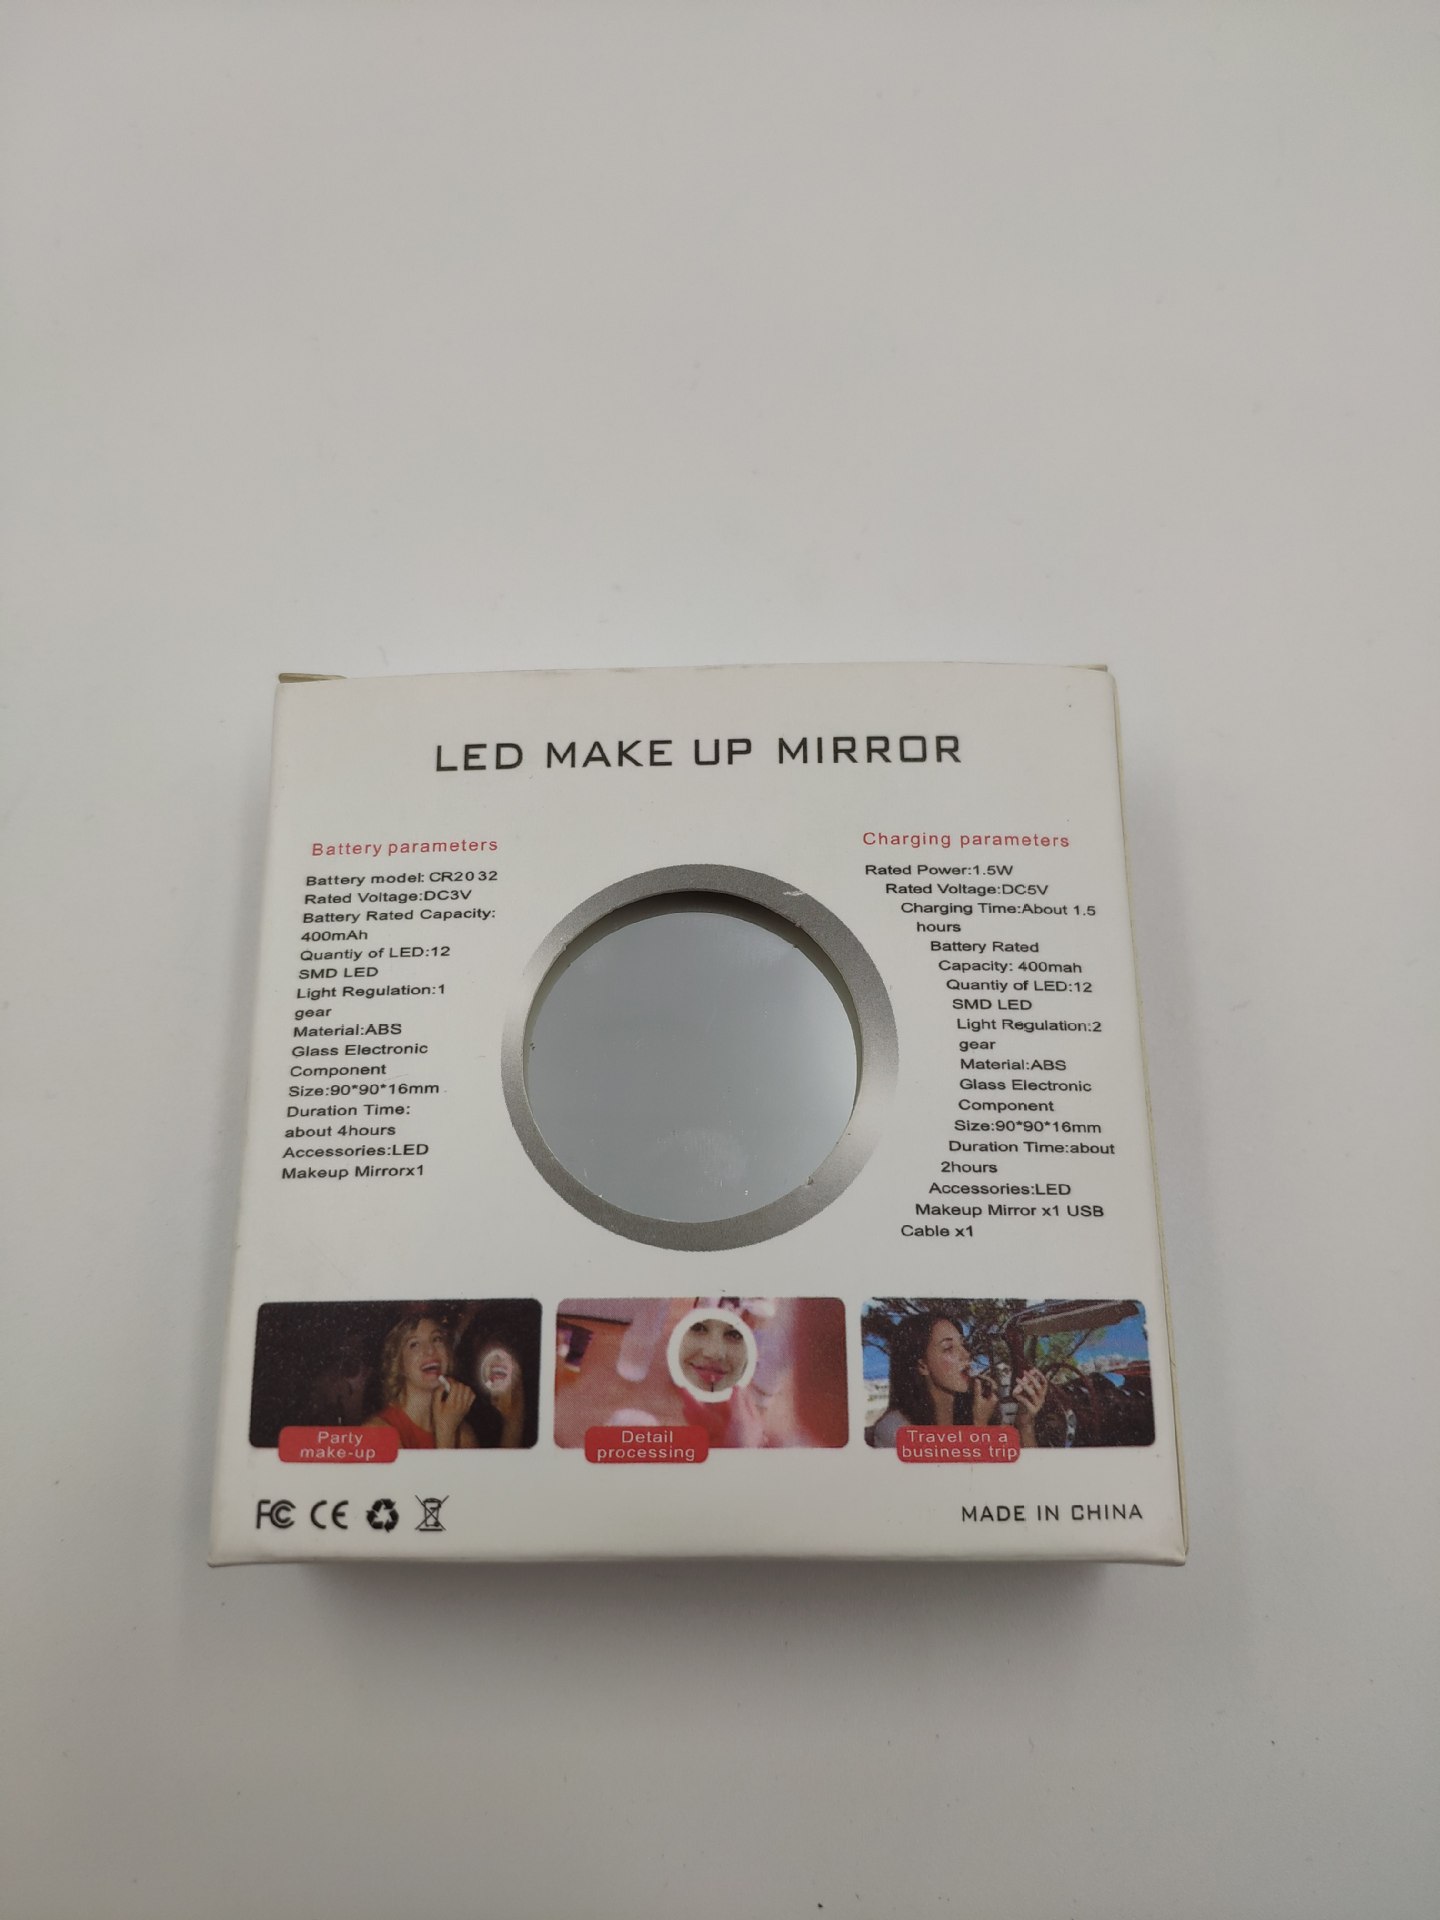 LED MAKE UP MIRROR
Battery parameters
Battery model: CR2032
Rated Voltage:DC3V
Battery Rated Capacity:
400mAh
Quantiy of LED:12
SMD LED
Light Regulation:1
gear
Material:ABS
Glass Electronic
Component
Size:90*90*16mm
Duration Time:
about 4hours
Accessories:LED
Makeup Mirrorx1
Charging parameters
Rated Power:1.5W
Rated Voltage:DC5V
Charging Time:About 1.5
hours
Battery Rated
Capacity: 400mah
Quantiy of LED:12
SMD LED
Light Regulation:2
gear
Material:ABS
Glass Electronic
Component
Size:90*90*16mm
Duration Time:about
2hours
Accessories:LED
Makeup Mirror x1 USB
Cable x1
Party
make-up
Detail
processing
Travel on a
business trip
FC CE
MADE IN CHINA